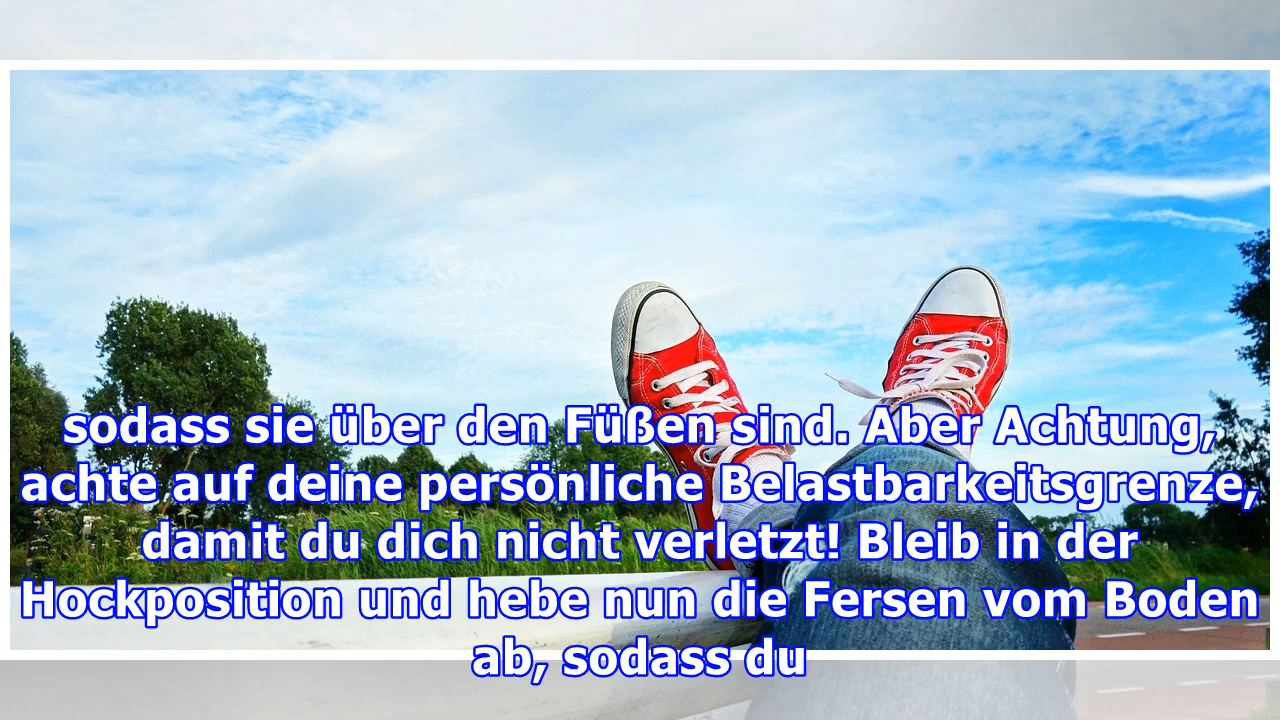 sodass sie über den Füßen sind. Aber Achtung,
achte auf deine persönliche Belastbarkeitsgrenze,
damit du dich nicht verletzt! Bleib in der
Hockposition und hebe nun die Fersen vom Boden
ab, sodass du